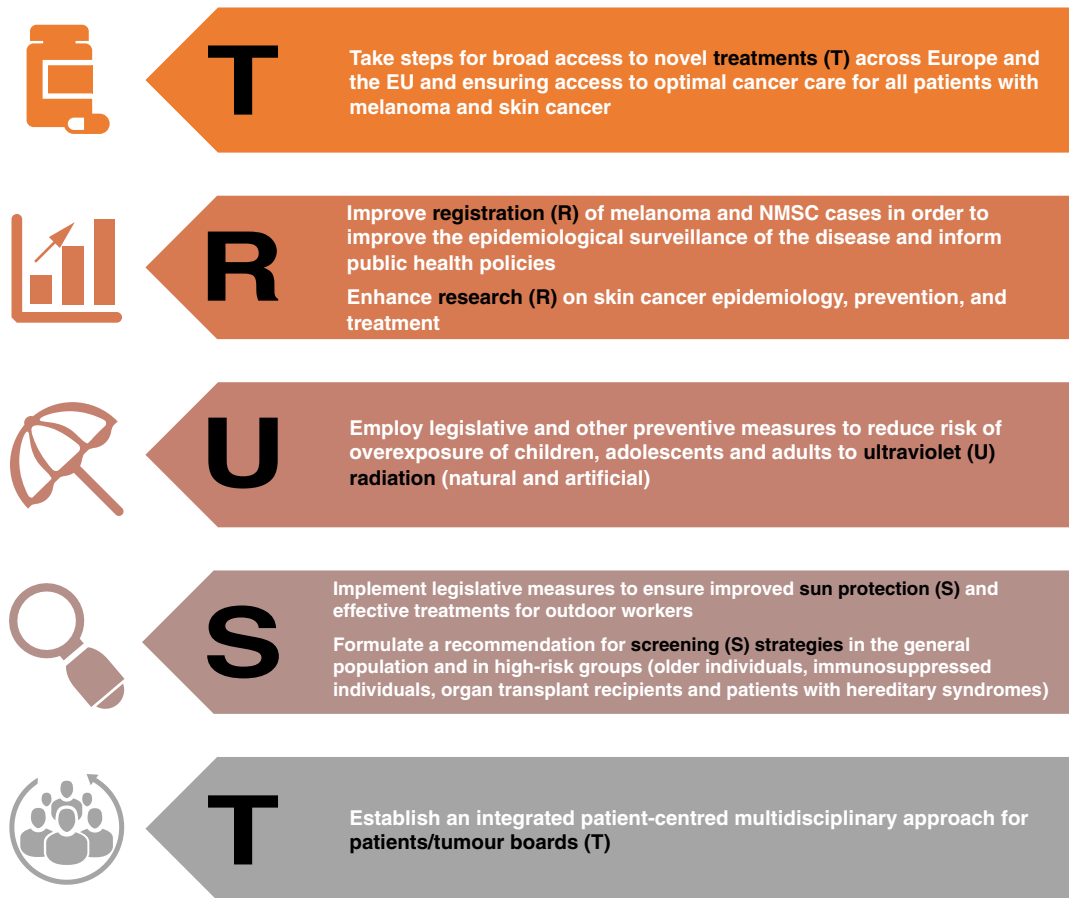 T
Take steps for broad access to novel treatments (T) across Europe and
the EU and ensuring access to optimal cancer care for all patients with
melanoma and skin cancer
R
Improve registration (R) of melanoma and NMSC cases in order to
improve the epidemiological surveillance of the disease and inform
public health policies
Enhance research (R) on skin cancer epidemiology, prevention, and
treatment
U
Employ legislative and other preventive measures to reduce risk of
overexposure of children, adolescents and adults to ultraviolet (U)
radiation (natural and artificial)
S
Implement legislative measures to ensure improved sun protection (S) and
effective treatments for outdoor workers
Formulate a recommendation for screening (S) strategies in the general
population and in high-risk groups (older individuals, immunosuppressed
individuals, organ transplant recipients and patients with hereditary syndromes)
T
Establish an integrated patient-centred multidisciplinary approach for
patients/tumour boards (T)